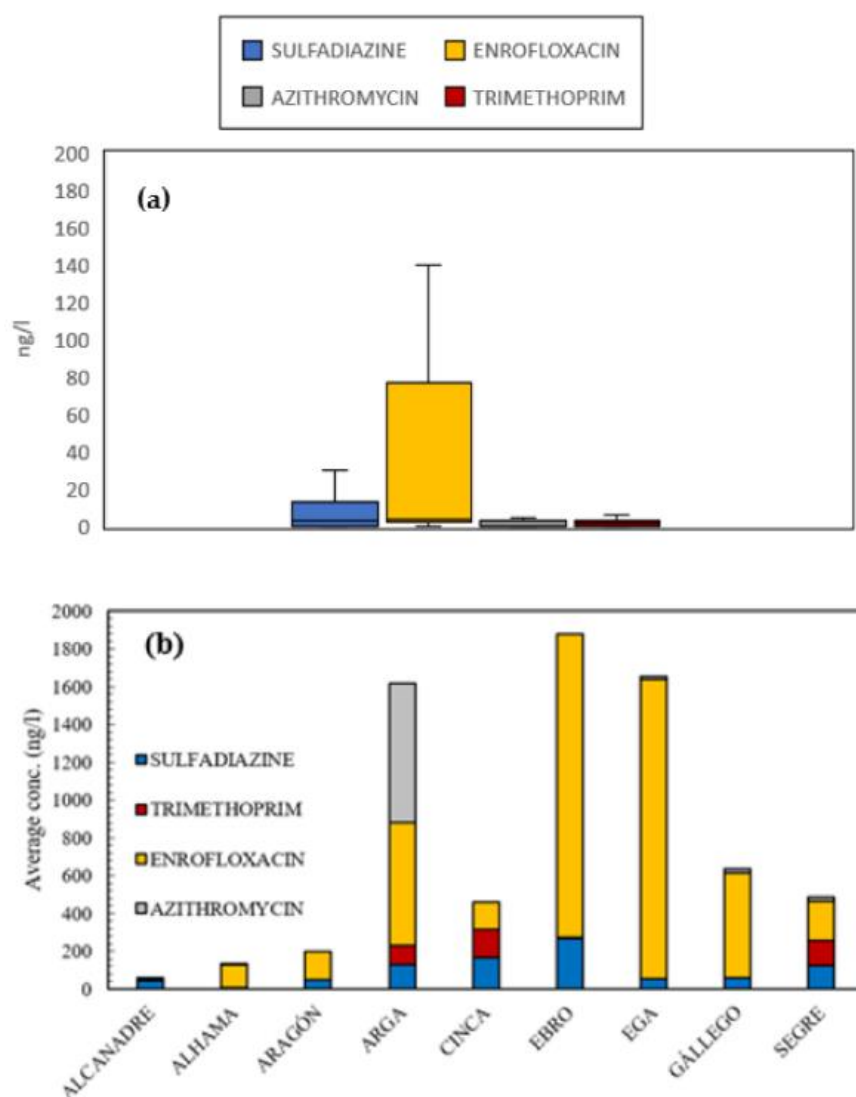 SULFADIAZINE ENROFLOXACIN
AZITHROMYCIN TRIMETHOPRIM
(a)
200
180
160
140
120
100
80
60
40
20
0
ng/l
(b)
2000
1800
1600
1400
1200
1000
800
600
400
200
0
Average conc. (ng/l)
SULFADIAZINE
TRIMETHOPRIM
ENROFLOXACIN
AZITHROMYCIN
ALCANADRE
ALHAMA
ARAGÓN
ARGA
CINCA
EBRO
EGA
GÁLLEGO
SEGRE